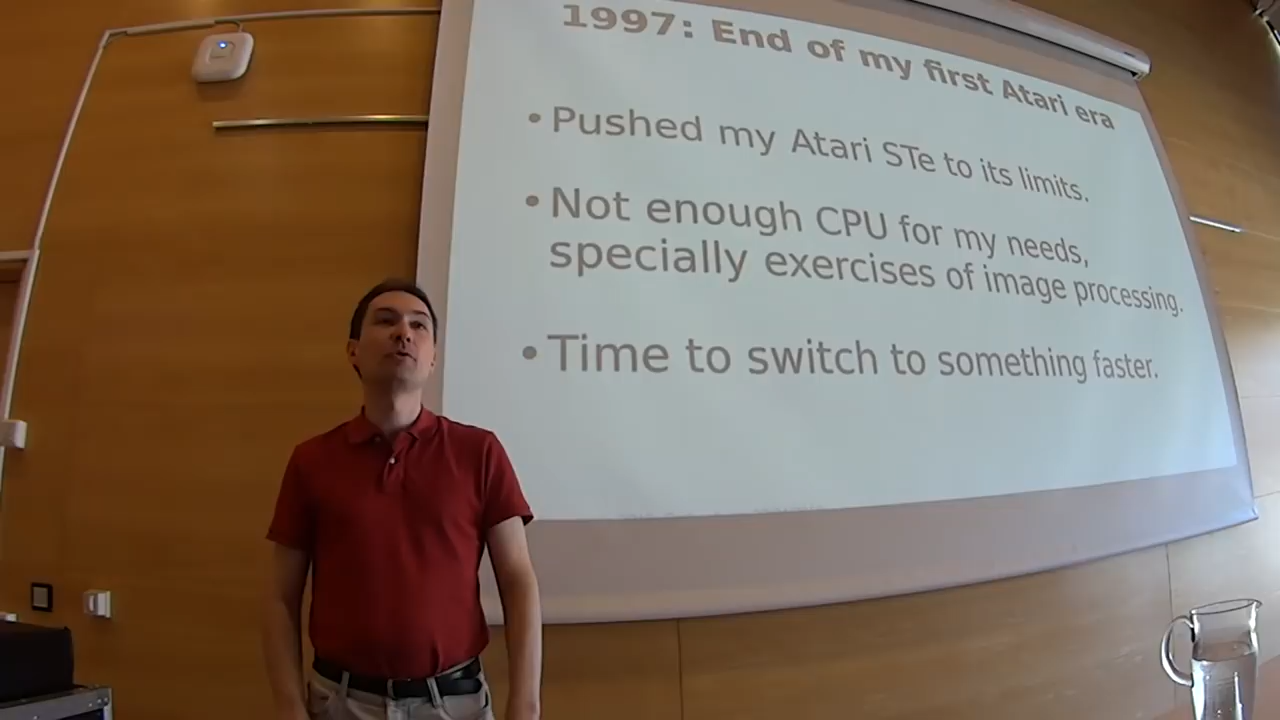 1997: End of my first Atari era
• Pushed my Atari STe to its limits.
• Not enough CPU for my needs,
specially exercises of image processing.
• Time to switch to something faster.